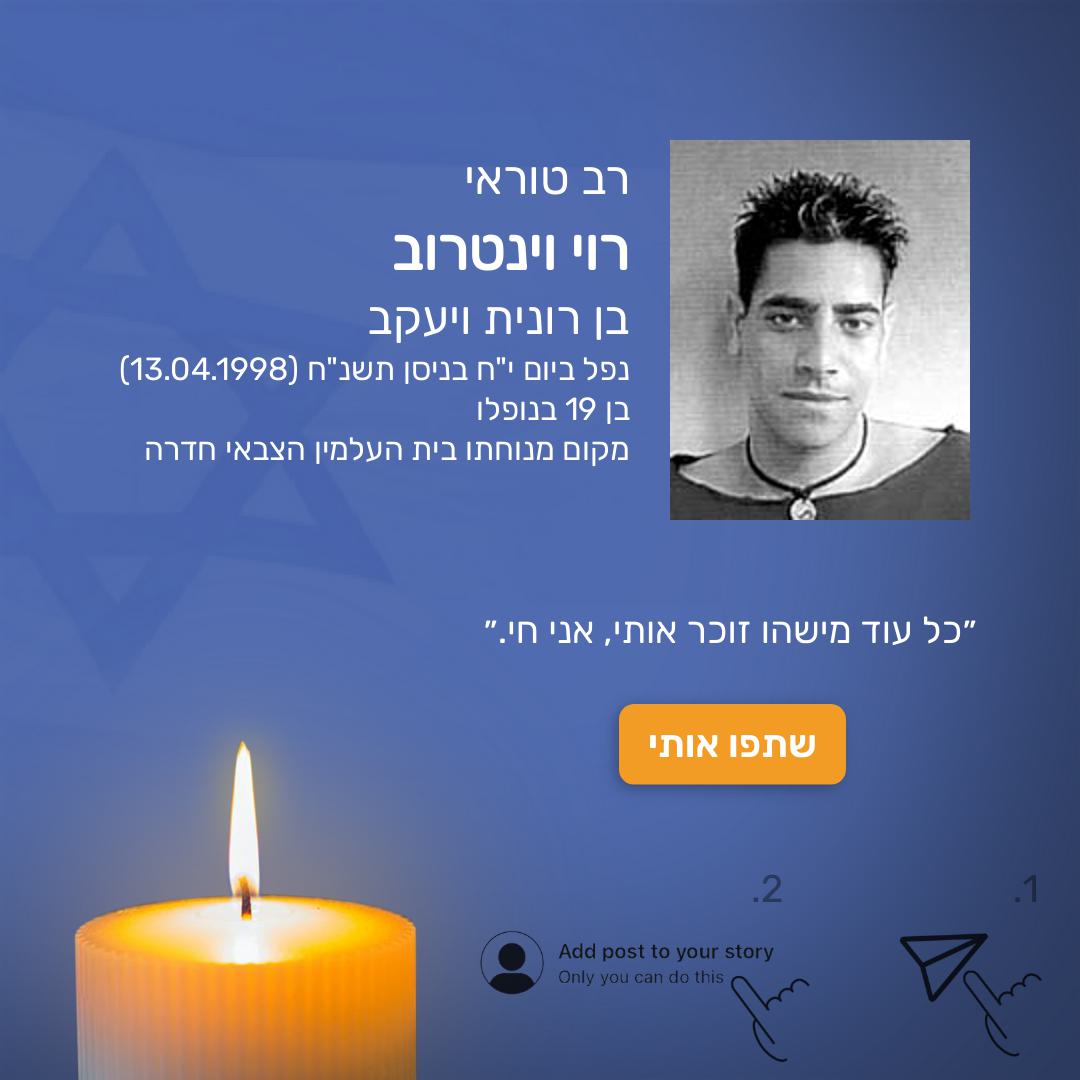 רב טוראי
רוי וינטרוב
בן רונית ויעקב
נפל ביום י"ח בניסן תשנ"ח (13.04.1998)
בן 19 בנופלו
מקום מנוחתו בית העלמין הצבאי חדרה
״כל עוד מישהו זוכר אותי, אני חי.״
שתפו אותי
1.
2.
Add post to your story
Only you can do this